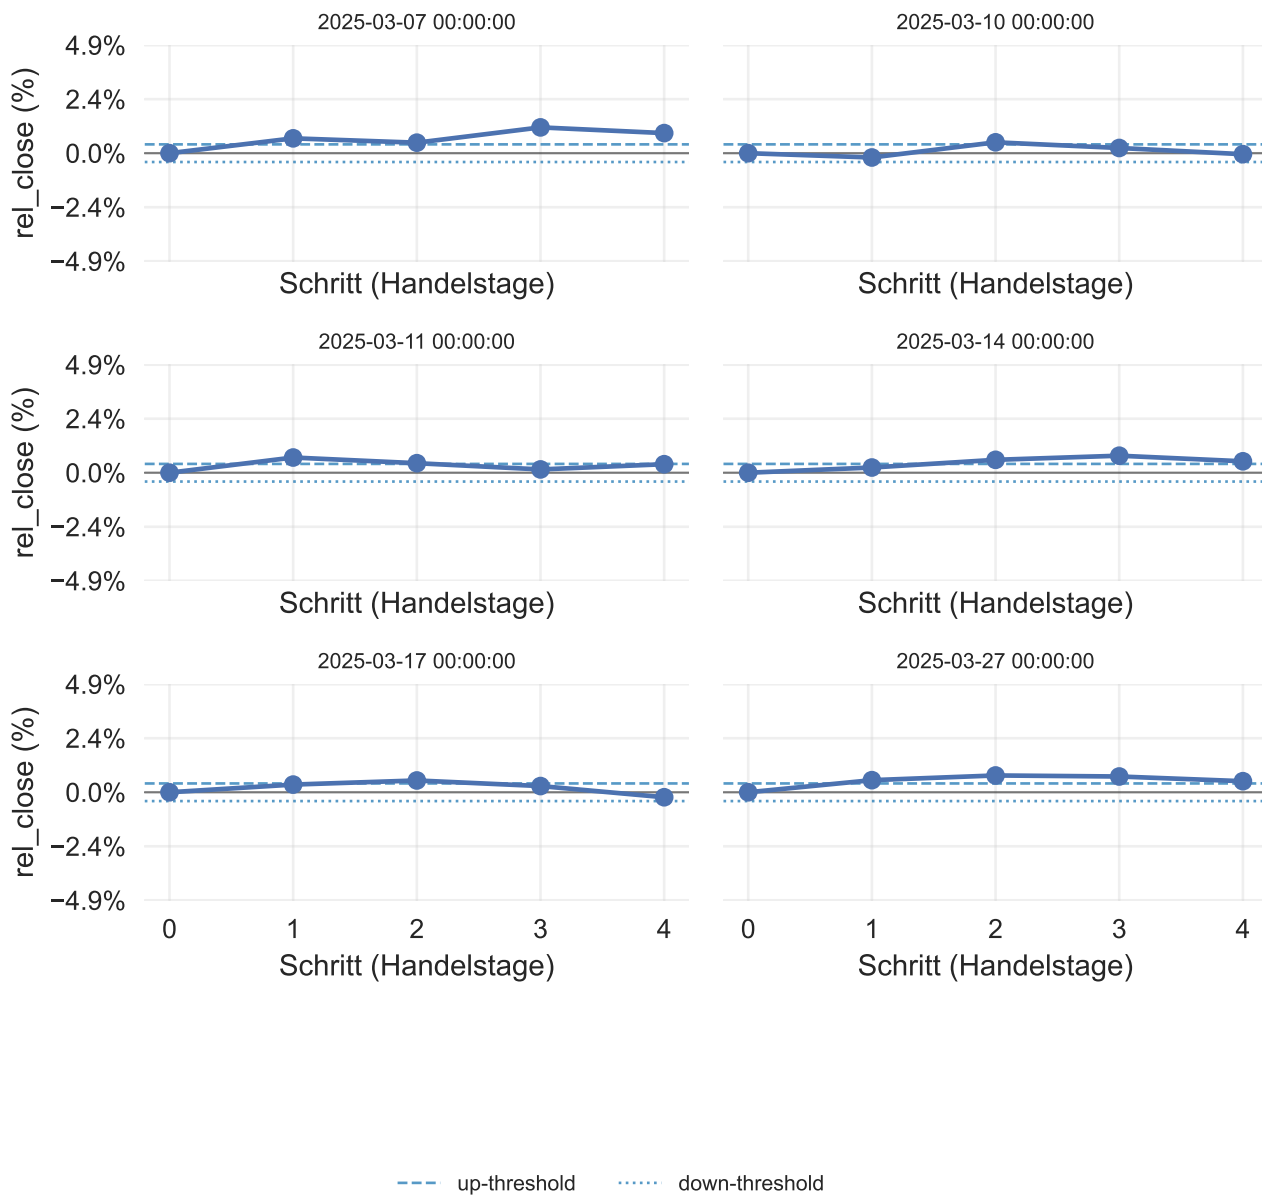 2025-03-07 00:00:00
2025-03-10 00:00:00
4.9%
2.4%
0.0%
−2.4%
−4.9%
rel_close (%)
Schritt (Handelstage)
Schritt (Handelstage)
2025-03-11 00:00:00
2025-03-14 00:00:00
4.9%
2.4%
0.0%
−2.4%
−4.9%
rel_close (%)
Schritt (Handelstage)
Schritt (Handelstage)
2025-03-17 00:00:00
2025-03-27 00:00:00
4.9%
2.4%
0.0%
−2.4%
−4.9%
rel_close (%)
0 1 2 3 4
0 1 2 3 4
Schritt (Handelstage)
Schritt (Handelstage)
up-threshold down-threshold